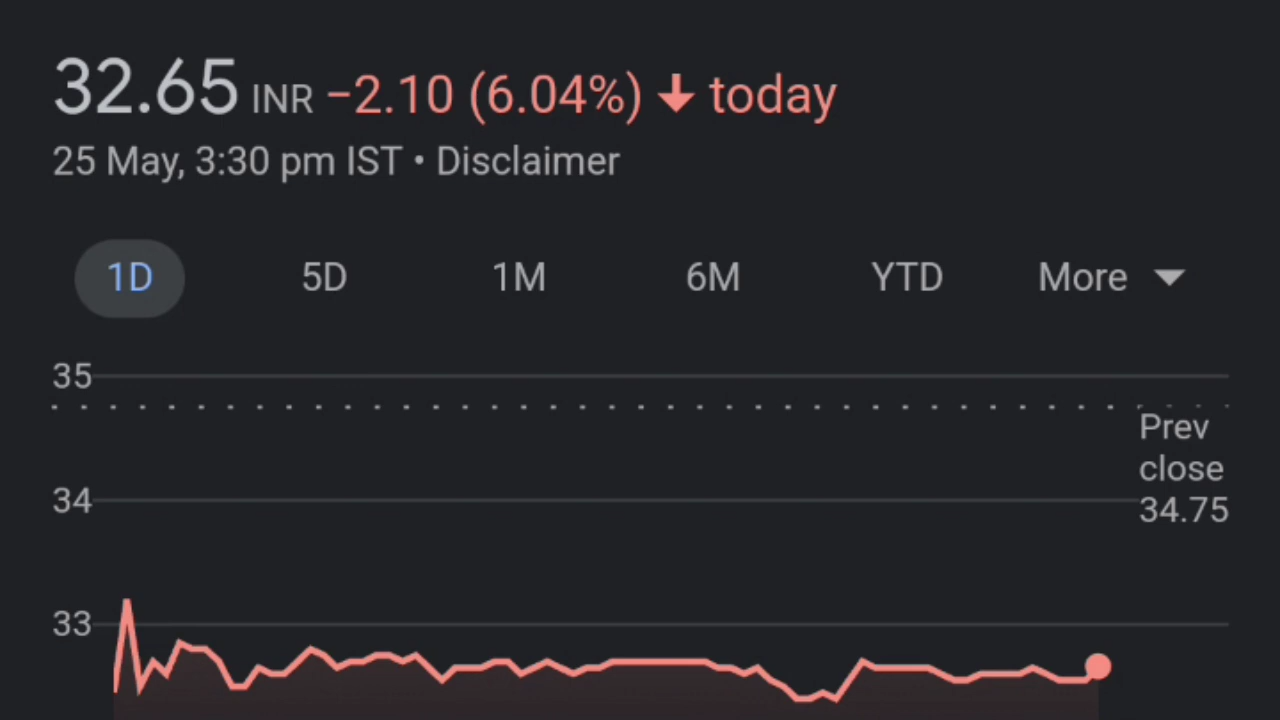 32.65 INR −2.10 (6.04%) ↓ today
25 May, 3:30 pm IST • Disclaimer
1D 5D 1M 6M YTD More
35
Prev
close
34
34.75
33